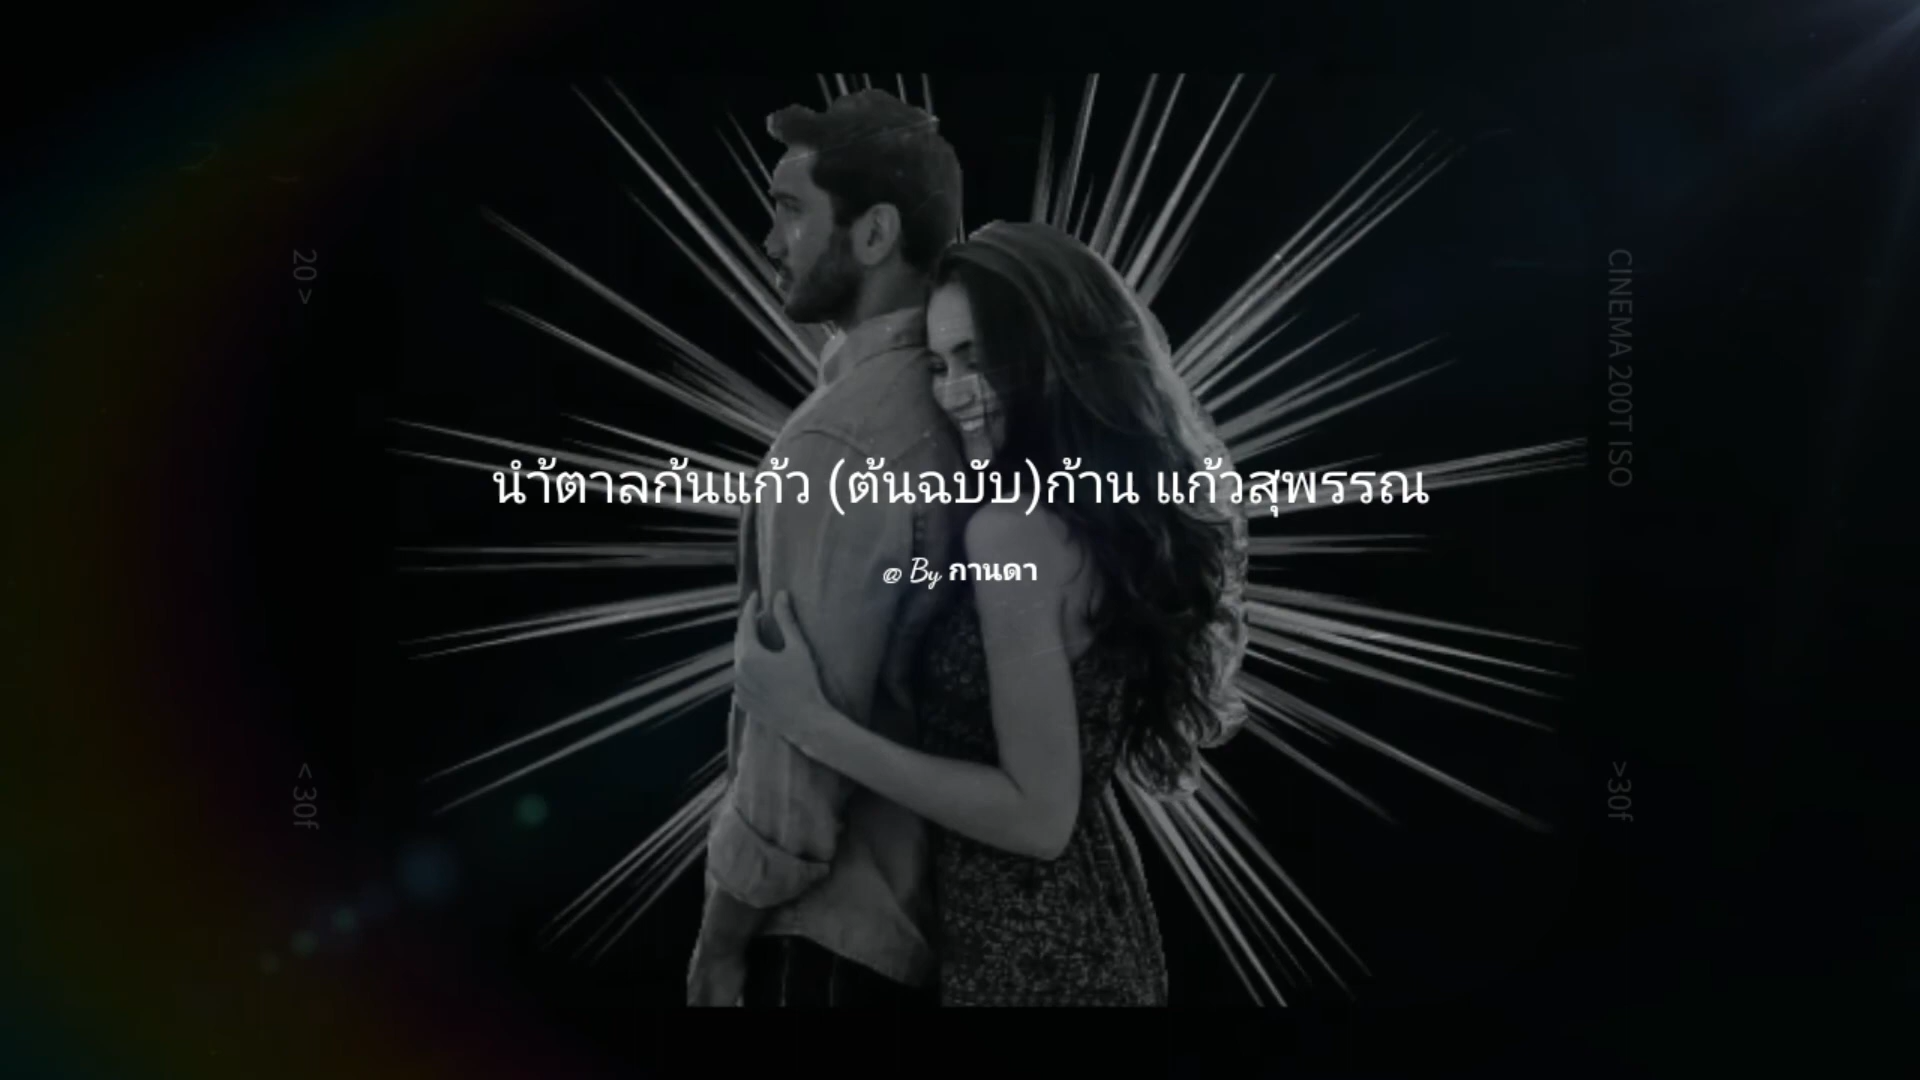 20 >
CINEMA 200T ISO
นำ้ตาลก้นแก้ว (ต้นฉบับ)ก้าน แก้วสุพรรณ
@ By กานดา
< 30f
>30f